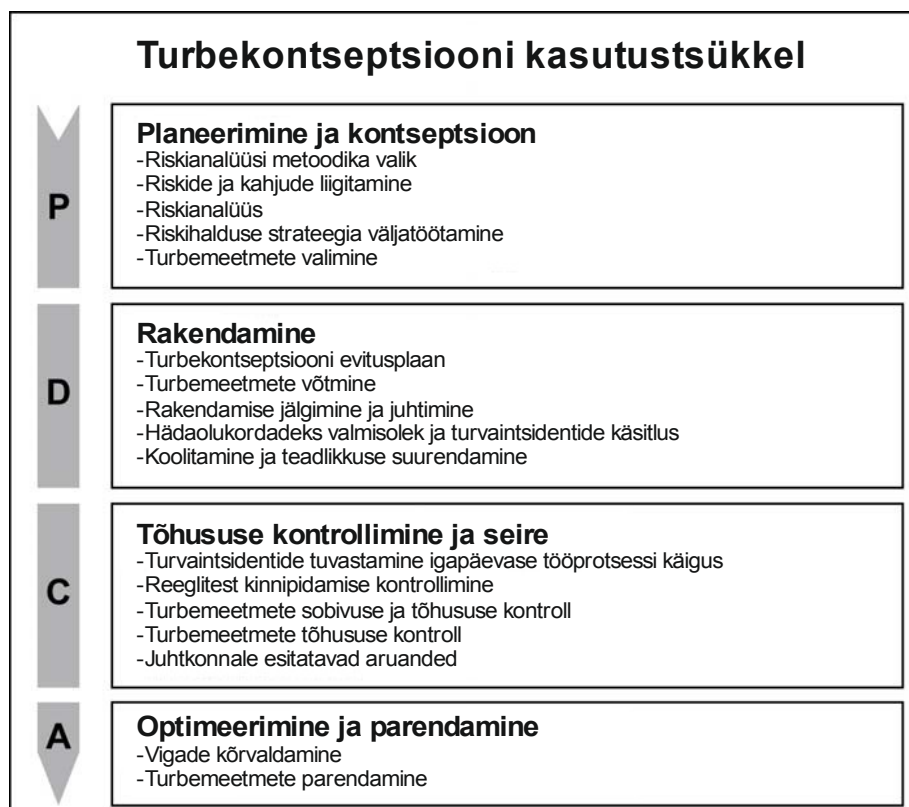 Turbekontseptsiooni kasutustsükkel
P
Planeerimine ja kontseptsioon
-Riskianalüüsi metoodika valik
-Riskide ja kahjude liigitamine
-Riskianalüüs
-Riskihalduse strateegia väljatöötamine
-Turbemeetmete valimine
D
Rakendamine
-Turbekontseptsiooni evitusplaan
-Turbemeetmete võtmine
-Rakendamise jälgimine ja juhtimine
-Hädaolukordadeks valmisolek ja turvaintsidentide käsitlus
-Koolitamine ja teadlikkuse suurendamine
C
Tõhususe kontrollimine ja seire
-Turvaintsidentide tuvastamine igapäevase tööprotsessi käigus
-Reeglitest kinnipidamise kontrollimine
-Turbemeetmete sobivuse ja tõhususe kontroll
-Turbemeetmete tõhususe kontroll
-Juhtkonnale esitatavad aruanded
A
Optimeerimine ja parendamine
-Vigade kõrvaldamine
-Turbemeetmete parendamine